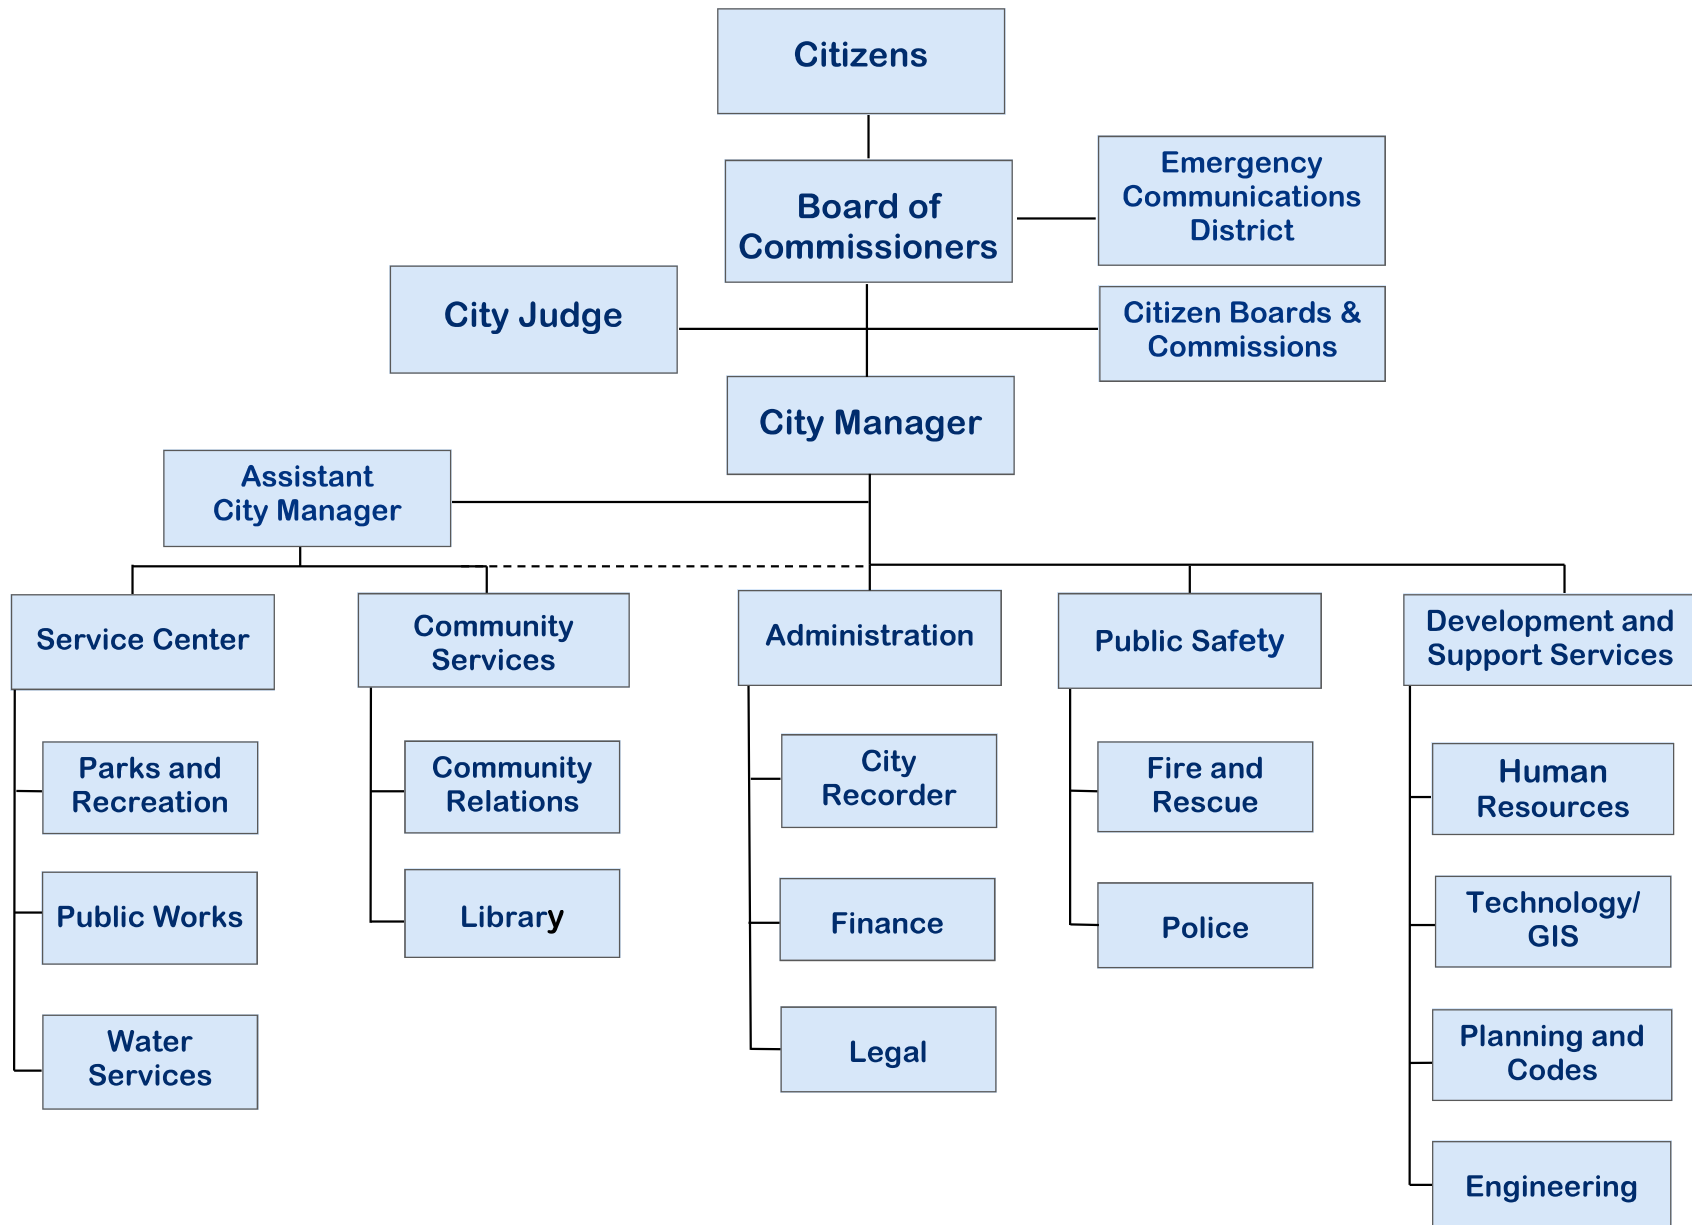 Citizens
Board of
Commissioners
Emergency
Communications
District
City Judge
Citizen Boards &
Commissions
City Manager
Assistant
City Manager
Service Center
Community
Services
Administration
Public Safety
Development and
Support Services
Parks and
Recreation
Public Works
Water
Services
Community
Relations
Library
City
Recorder
Finance
Legal
Fire and
Rescue
Police
Human
Resources
Technology/
GIS
Planning and
Codes
Engineering